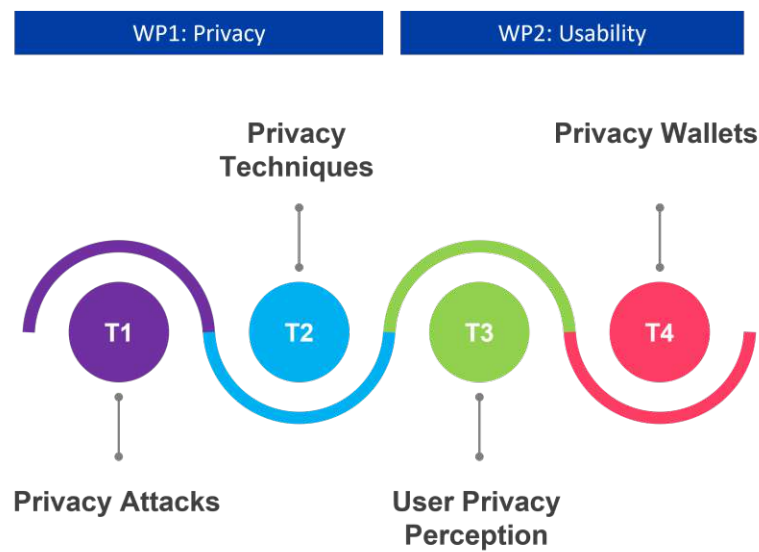 WP1: Privacy
WP2: Usability
Privacy
Techniques
Privacy Wallets
T1
T2
T3
T4
Privacy Attacks
User Privacy
Perception